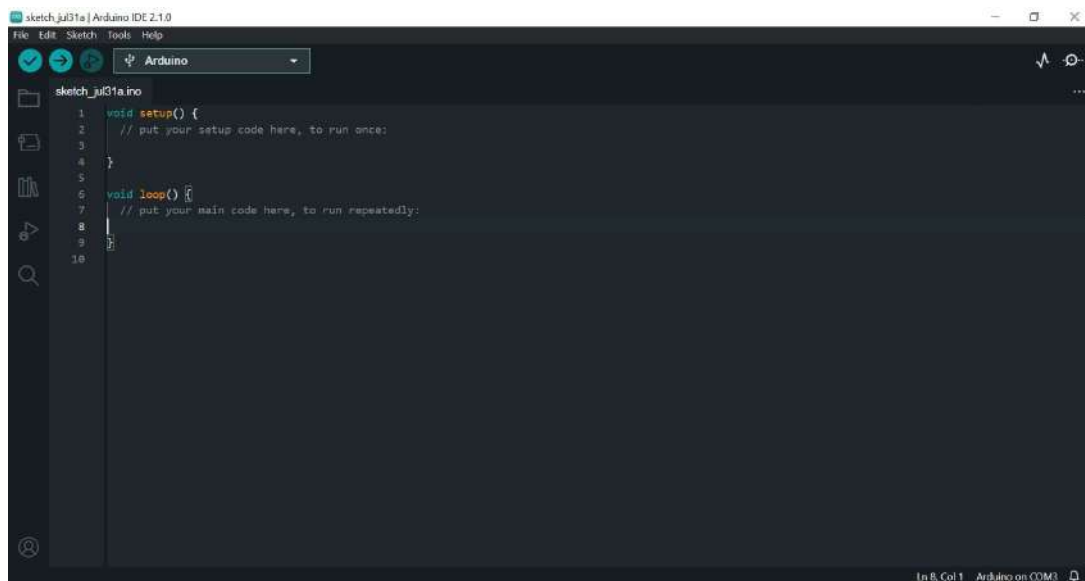 sketch_jul31a | Arduino IDE 2.1.0
File Edit Sketch Tools Help
Arduino
sketch_jul31a.ino
1 void setup() {
2 // put your setup code here, to run once:
3
4 }
5
6 void loop() {
7 // put your main code here, to run repeatedly:
8
9 }
10
Ln 8, Col 1 Arduino on COM3